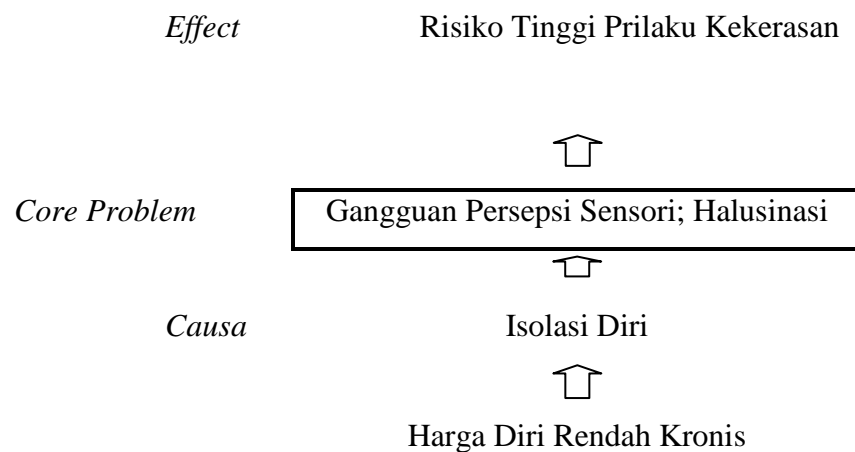 Effect Risiko Tinggi Prilaku Kekerasan
Core Problem Gangguan Persepsi Sensori; Halusinasi
Causa Isolasi Diri
Harga Diri Rendah Kronis